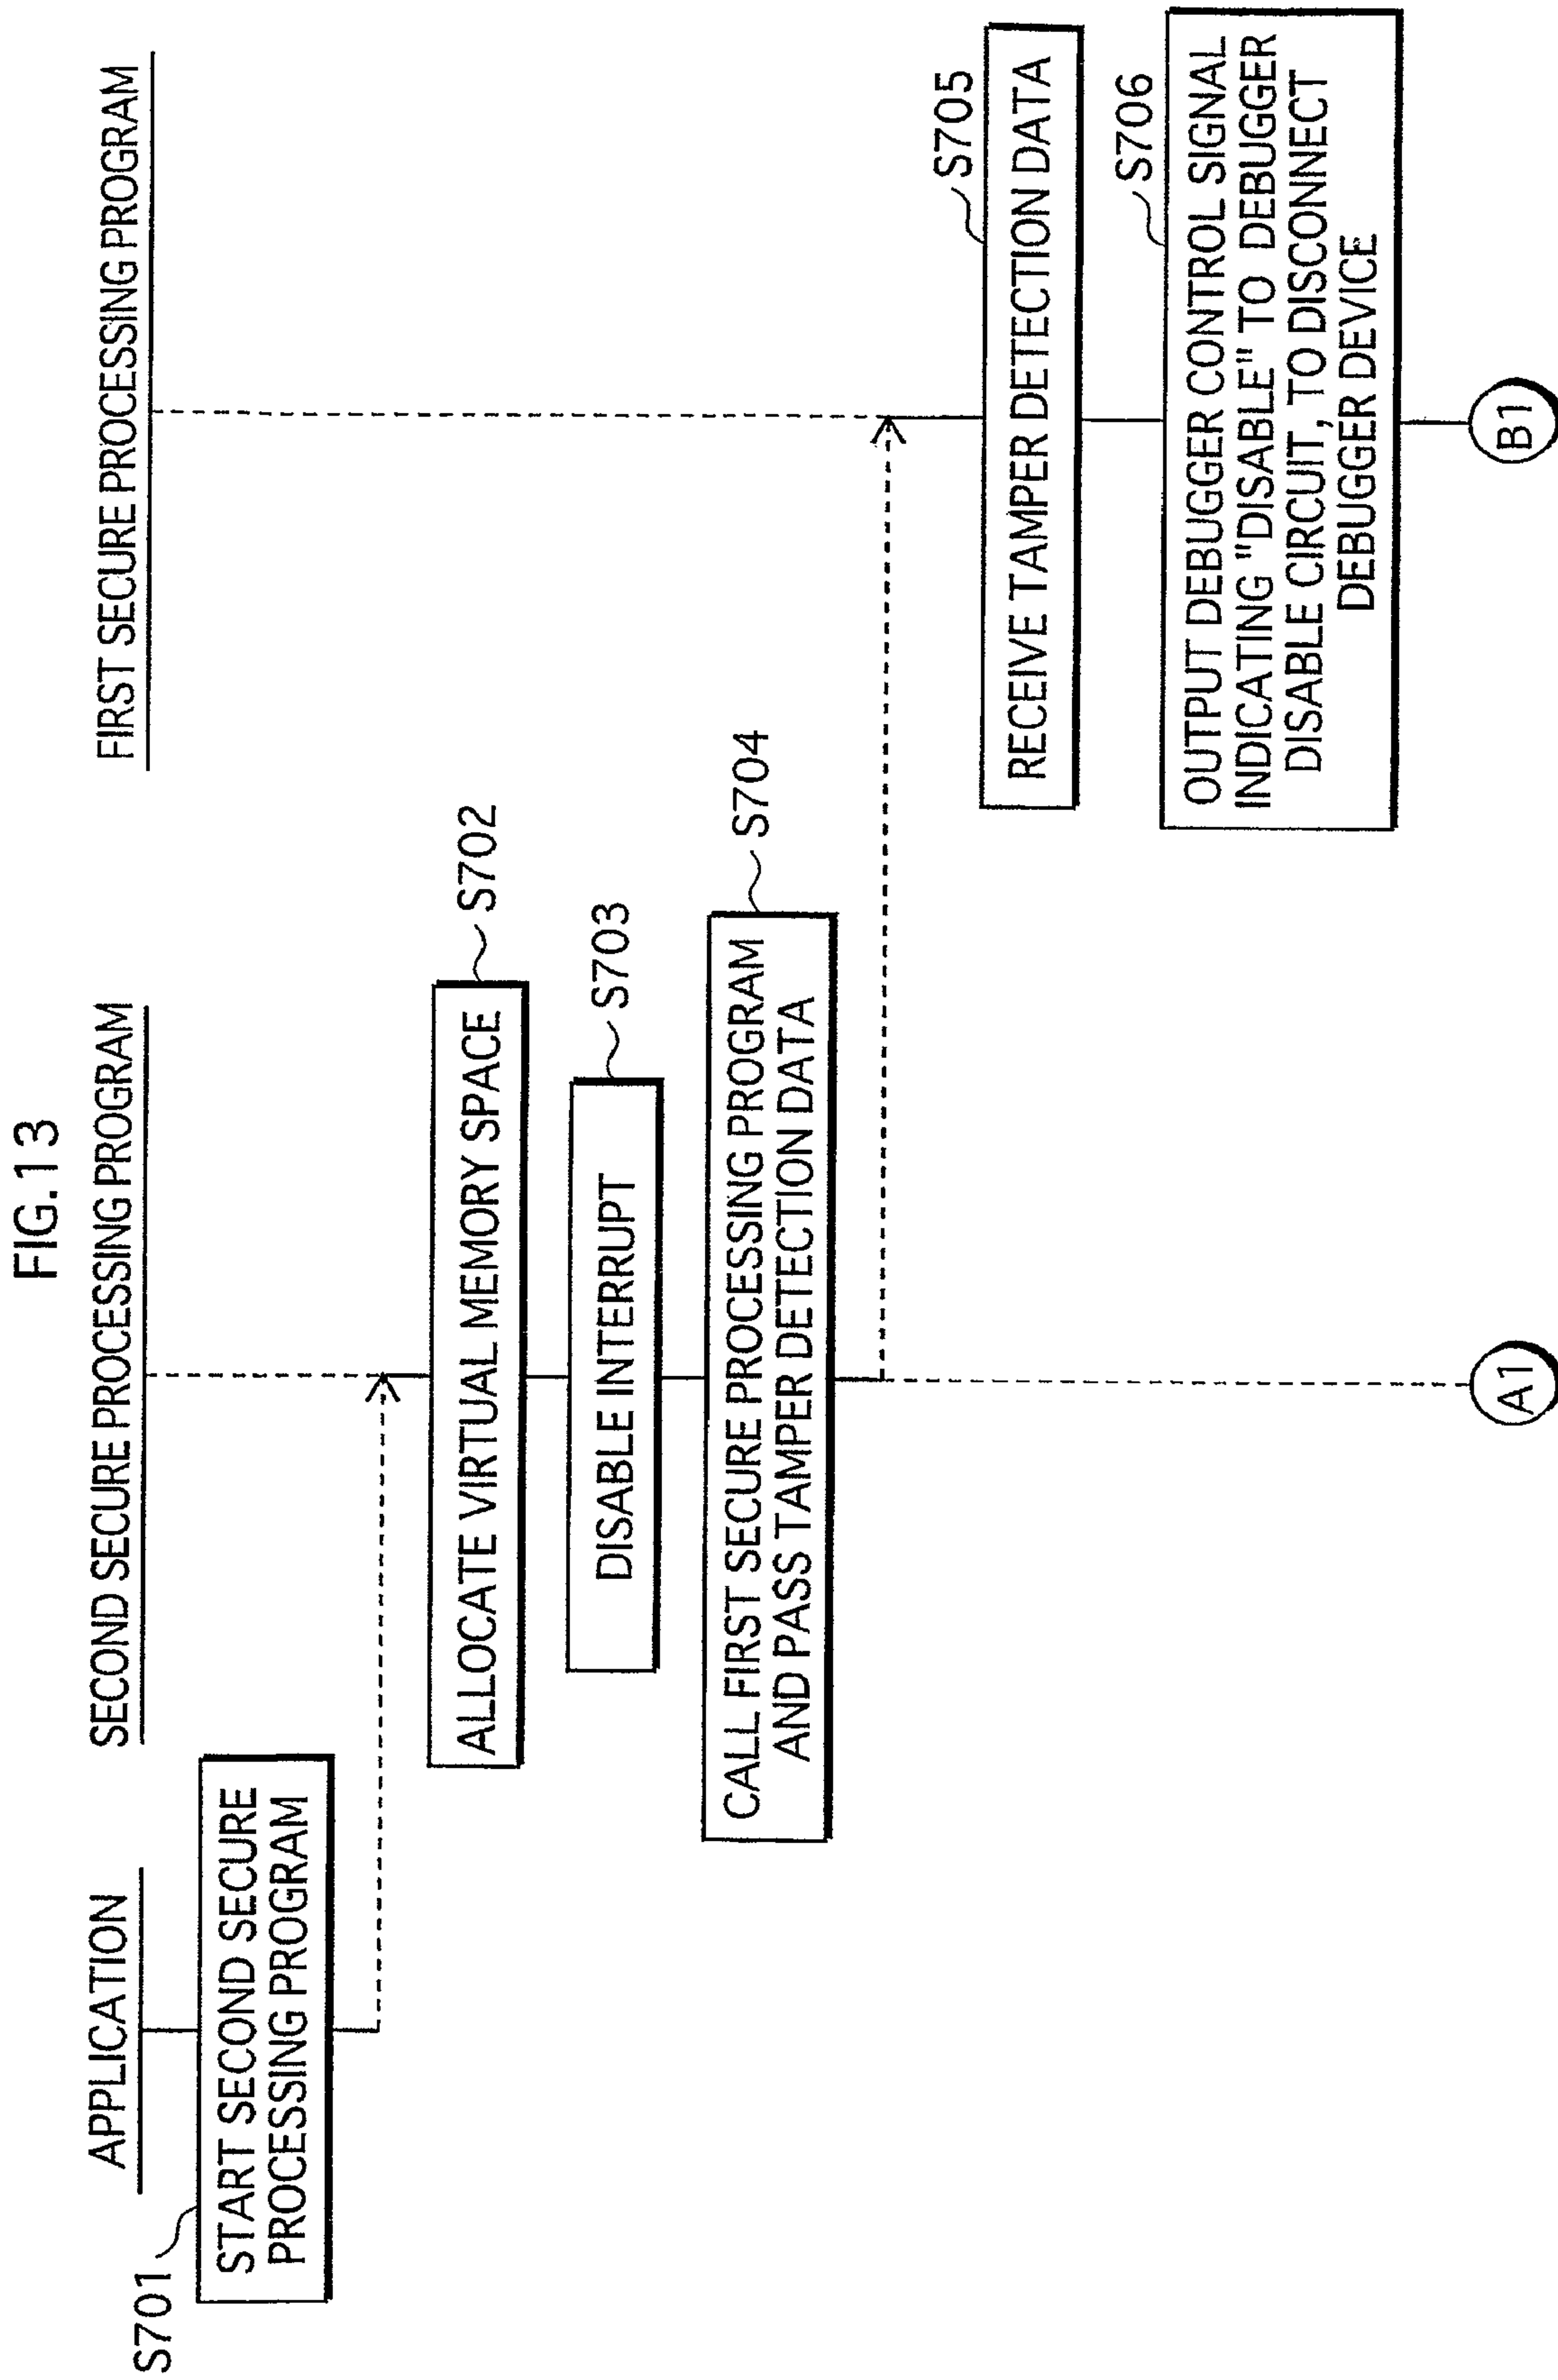 FIG.13
APPLICATION
SECOND SECURE PROCESSING PROGRAM
FIRST SECURE PROCESSING PROGRAM
S701
START SECOND SECURE
PROCESSING PROGRAM
S702
ALLOCATE VIRTUAL MEMORY SPACE
S703
DISABLE INTERRUPT
S704
CALL FIRST SECURE PROCESSING PROGRAM
AND PASS TAMPER DETECTION DATA
S705
RECEIVE TAMPER DETECTION DATA
S706
OUTPUT DEBUGGER CONTROL SIGNAL
INDICATING "DISABLE" TO DEBUGGER
DISABLE CIRCUIT, TO DISCONNECT
DEBUGGER DEVICE
A1
B1